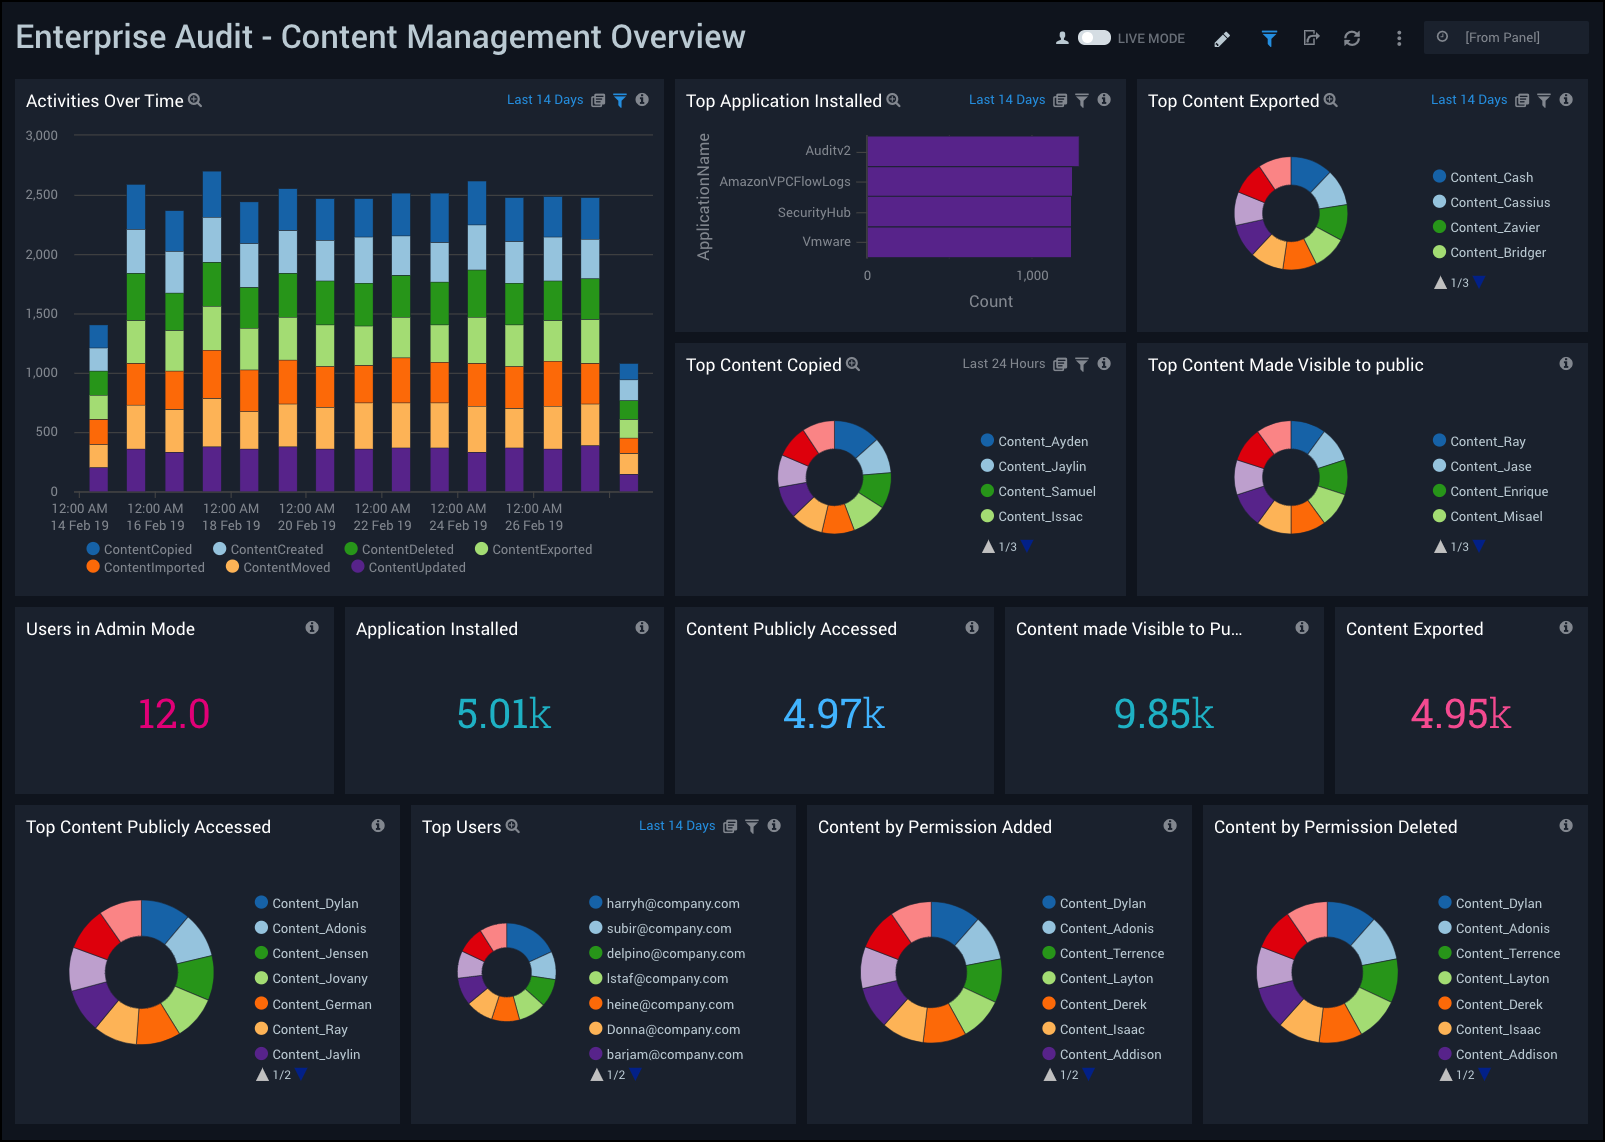 Enterprise Audit - Content Management Overview
LIVE MODE
[From Panel]
Activities Over Time
Last 14 Days
3,000
2,500
2,000
1,500
1,000
500
0
12:00 AM 12:00 AM 12:00 AM 12:00 AM 12:00 AM 12:00 AM 12:00 AM
14 Feb 19 16 Feb 19 18 Feb 19 20 Feb 19 22 Feb 19 24 Feb 19 26 Feb 19
ContentCopied ContentCreated ContentDeleted ContentExported
ContentImported ContentMoved ContentUpdated
Top Application Installed
Last 14 Days
ApplicationName
Auditv2
AmazonVPCFlowLogs
SecurityHub
Vmware
0 1,000
Count
Top Content Exported
Last 14 Days
Content_Cash
Content_Cassius
Content_Zavier
Content_Bridger
1/3
Top Content Copied
Last 24 Hours
Content_Ayden
Content_Jaylin
Content_Samuel
Content_Issac
1/3
Top Content Made Visible to public
Content_Ray
Content_Jase
Content_Enrique
Content_Misael
1/3
Users in Admin Mode
12.0
Application Installed
5.01k
Content Publicly Accessed
4.97k
Content made Visible to Pu...
9.85k
Content Exported
4.95k
Top Content Publicly Accessed
Content_Dylan
Content_Adonis
Content_Jensen
Content_Jovany
Content_German
Content_Ray
Content_Jaylin
1/2
Top Users
Last 14 Days
harryh@company.com
subir@company.com
delpino@company.com
lstaf@company.com
heine@company.com
Donna@company.com
barjam@company.com
1/2
Content by Permission Added
Content_Dylan
Content_Adonis
Content_Terrence
Content_Layton
Content_Derek
Content_Isaac
Content_Addison
1/2
Content by Permission Deleted
Content_Dylan
Content_Adonis
Content_Terrence
Content_Layton
Content_Derek
Content_Isaac
Content_Addison
1/2